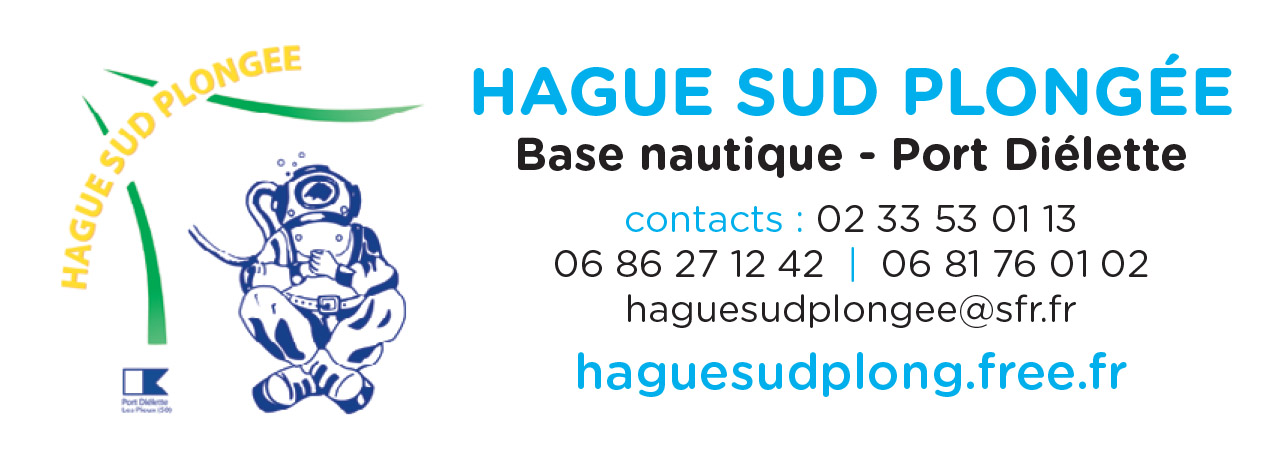 HAGUE SUD PLONGEE
Port Diélette
Les Pieux (50)
HAGUE SUD PLONGÉE
Base nautique - Port Diélette
contacts : 02 33 53 01 13
06 86 27 12 42 | 06 81 76 01 02
haguesudplongee@sfr.fr
haguesudplong.free.fr